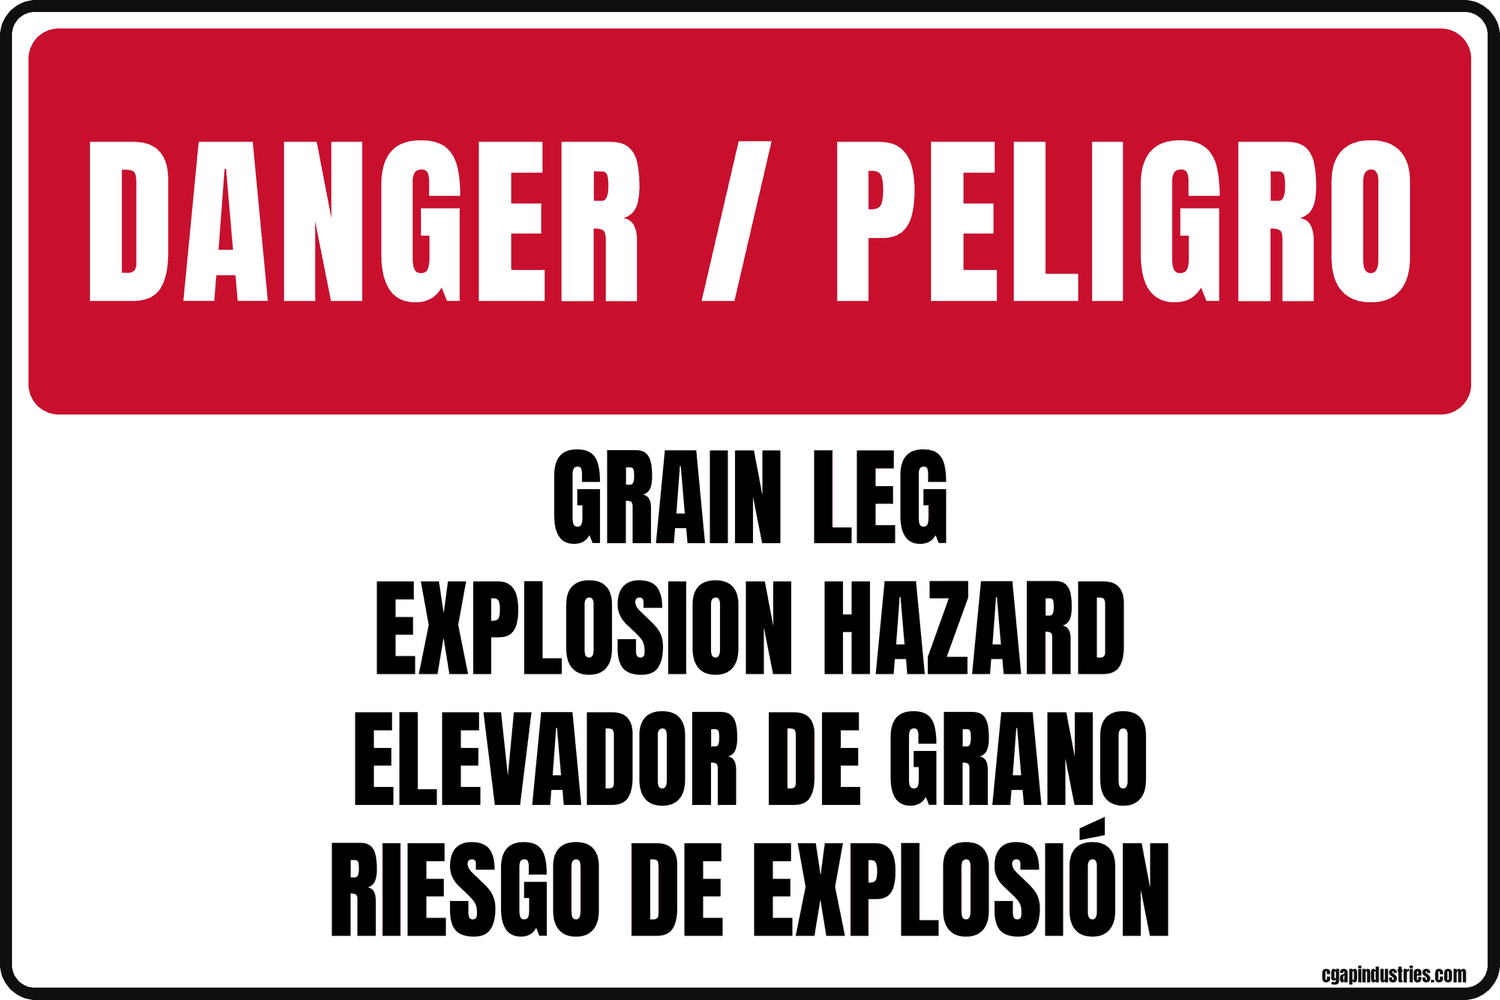 DANGER / PELIGRO
GRAIN LEG
EXPLOSION HAZARD
ELEVADOR DE GRANO
RIESGO DE EXPLOSIÓN
cgapindustries.com